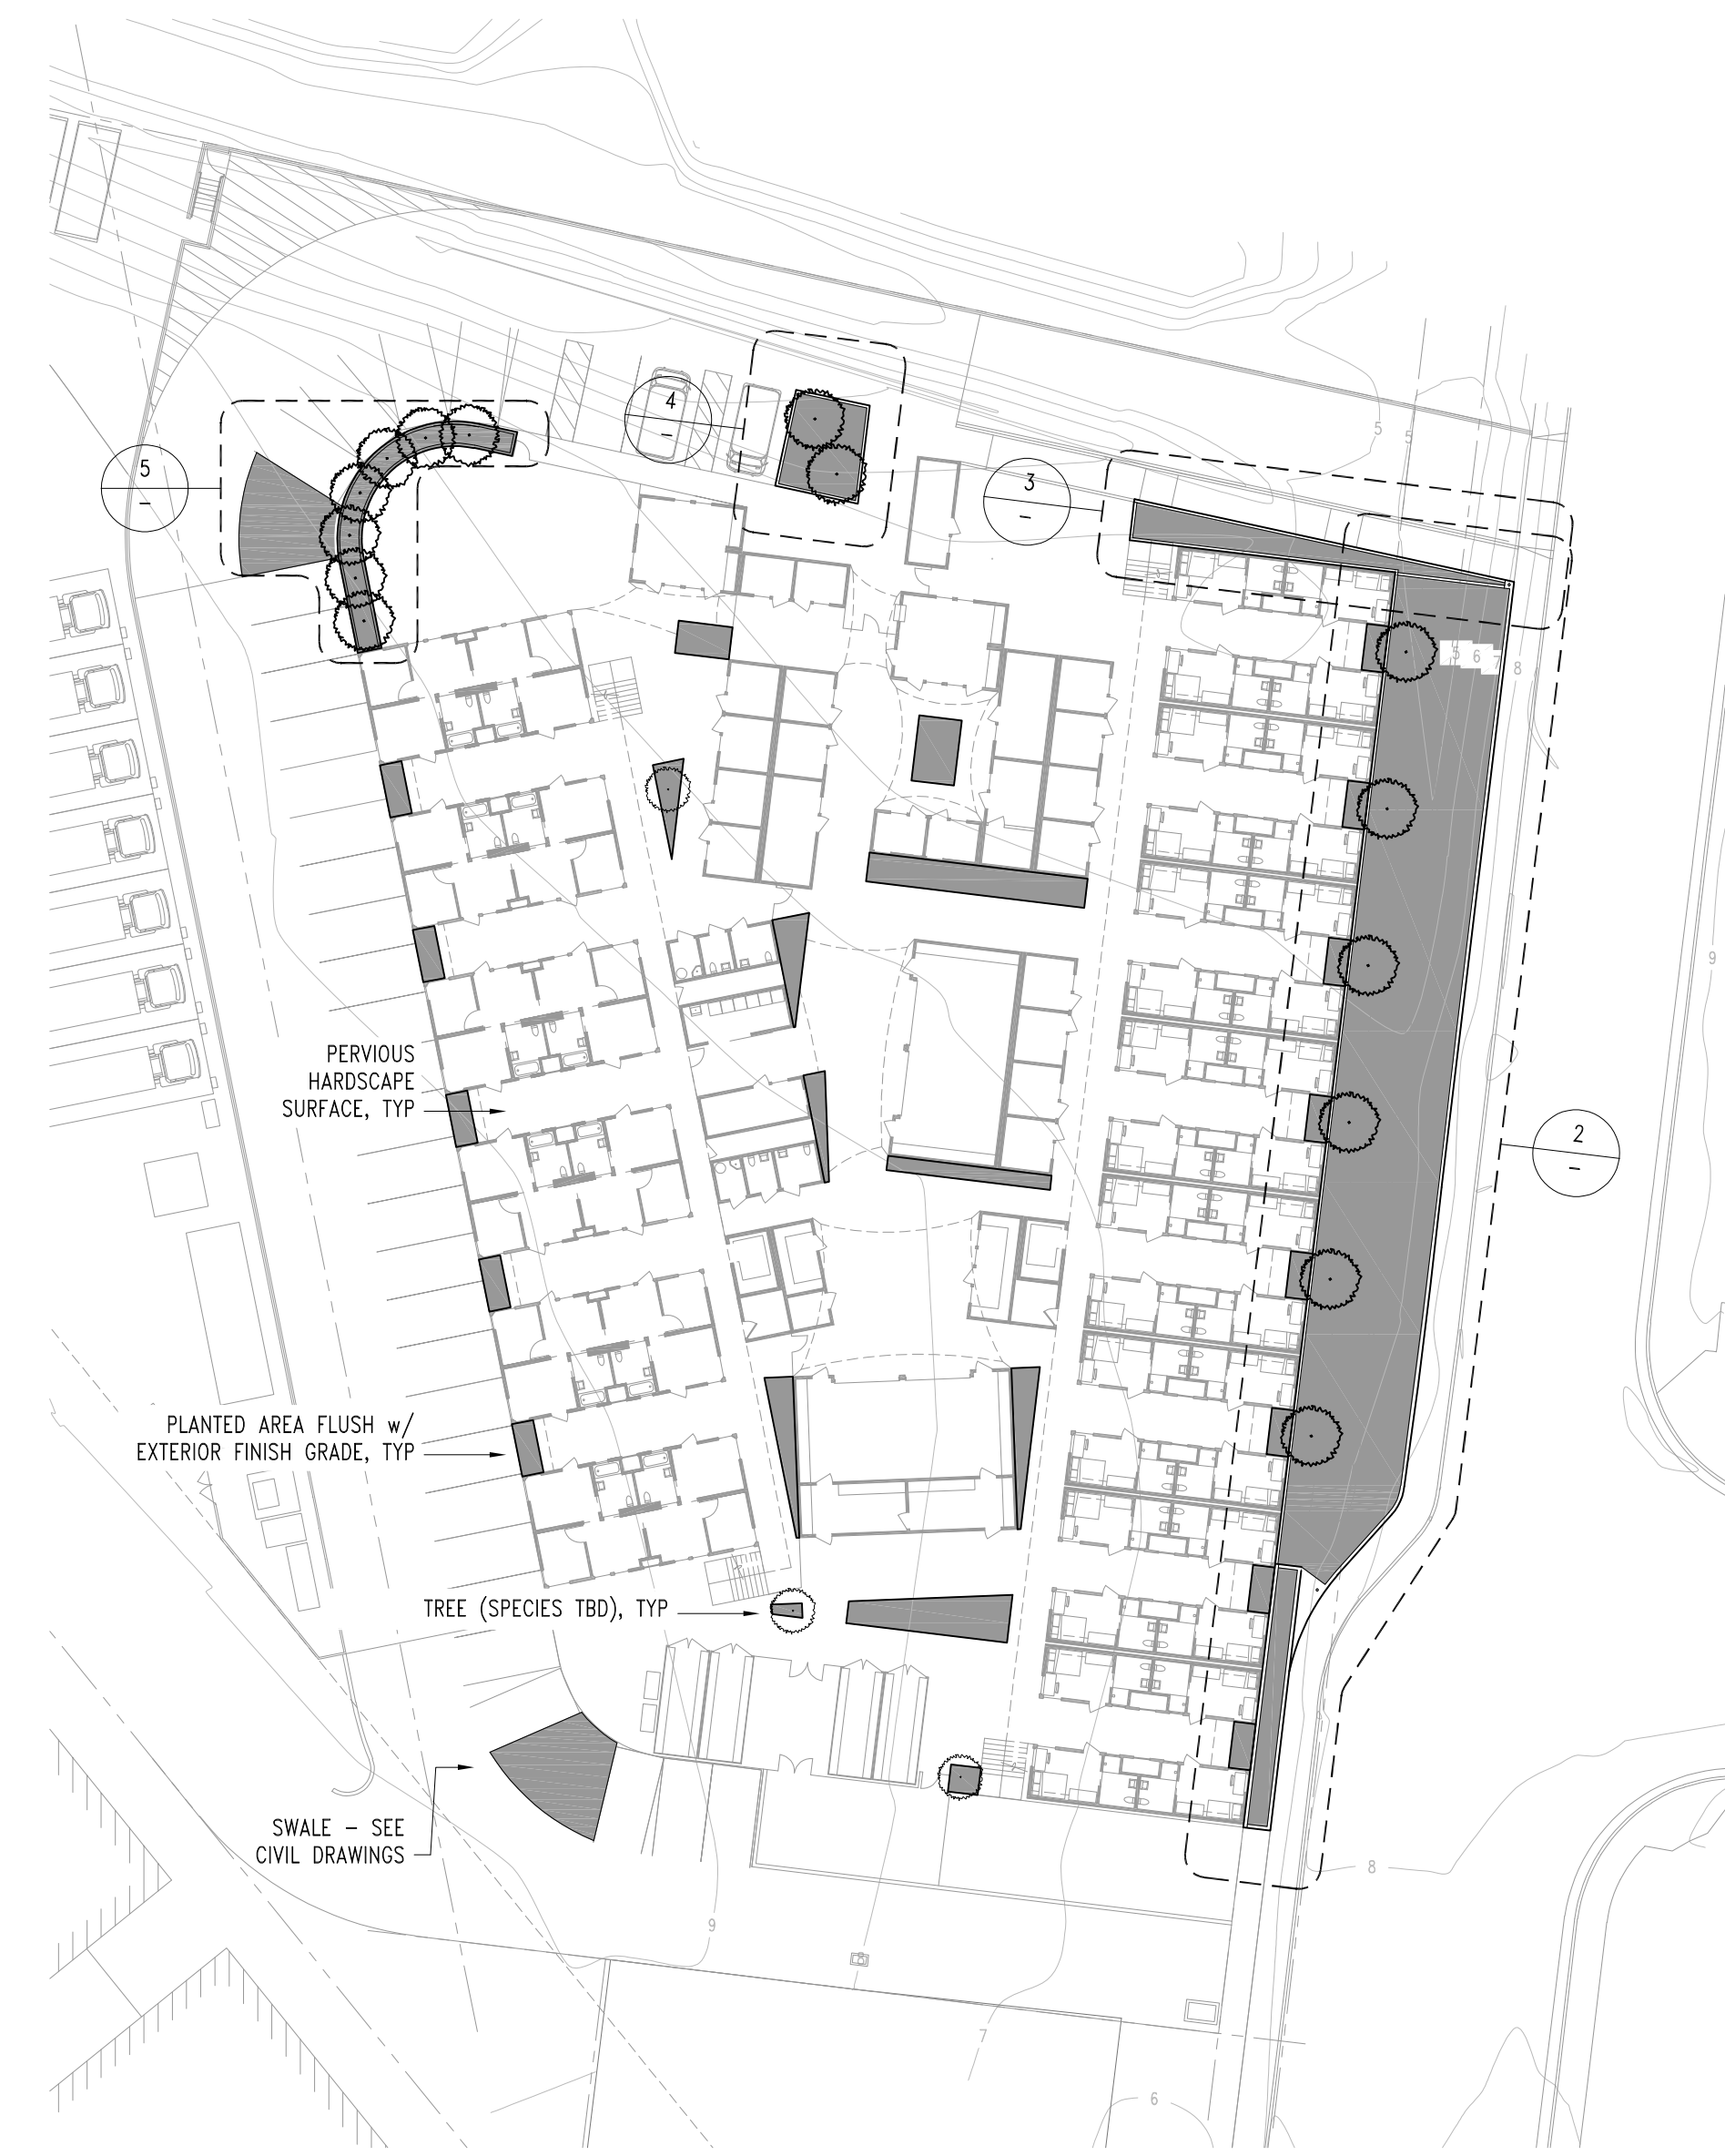 4
–
5
–
3
–
2
–
5
5
5
6
7
8
9
PERVIOUS
HARDSCAPE
SURFACE, TYP
PLANTED AREA FLUSH w/
EXTERIOR FINISH GRADE, TYP
TREE (SPECIES TBD), TYP
SWALE – SEE
CIVIL DRAWINGS
8
9
8
7
6